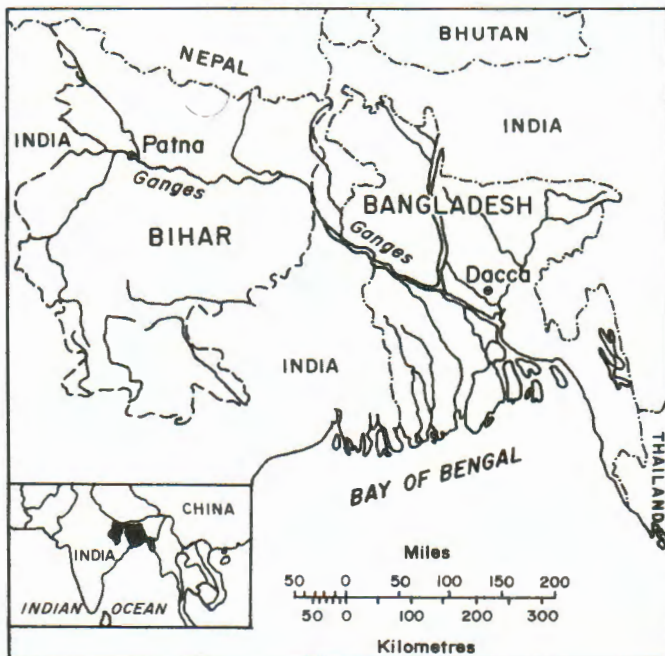 BHUTAN
NEPAL
INDIA
INDIA
Patna
Ganges
BANGLADESH
BIHAR
Ganges
Dacca
INDIA
THAILAND
BAY OF BENGAL
CHINA
INDIA
INDIAN OCEAN
Miles
50 0 50 100 150 200
50 0 100 200 300
Kilometres